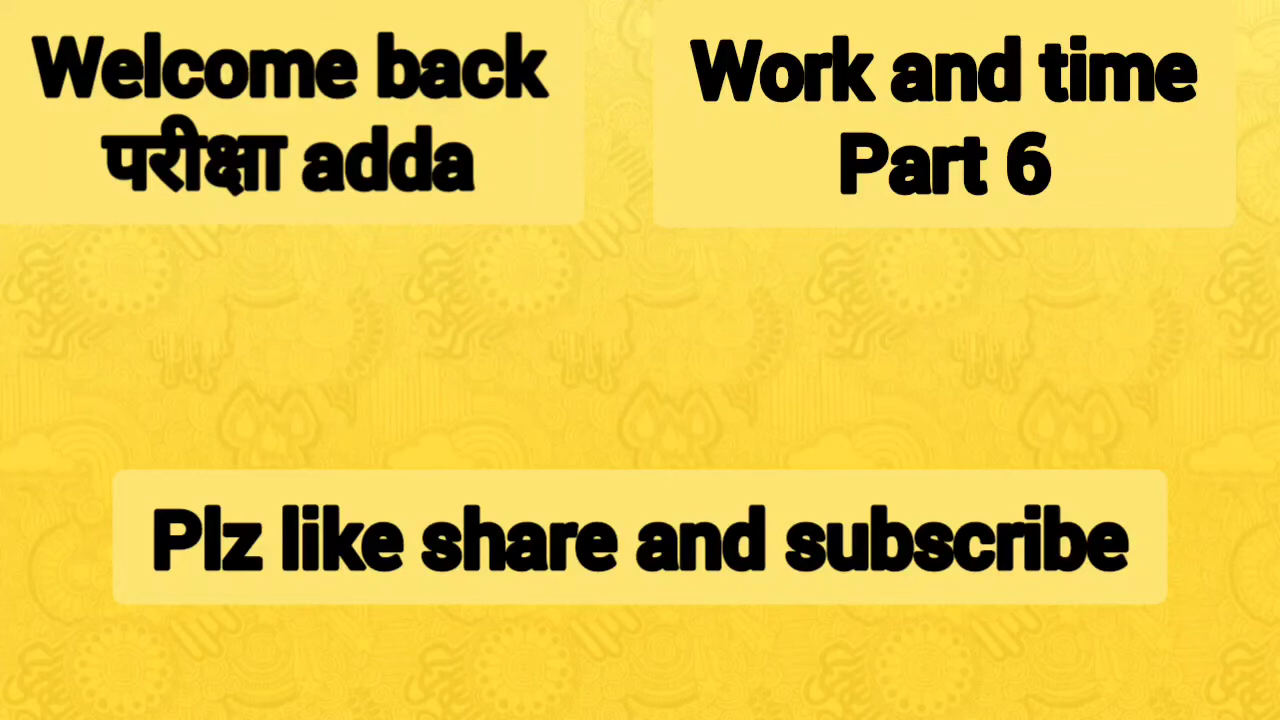 Welcome back
परीक्षा adda
Work and time
Part 6
Plz like share and subscribe